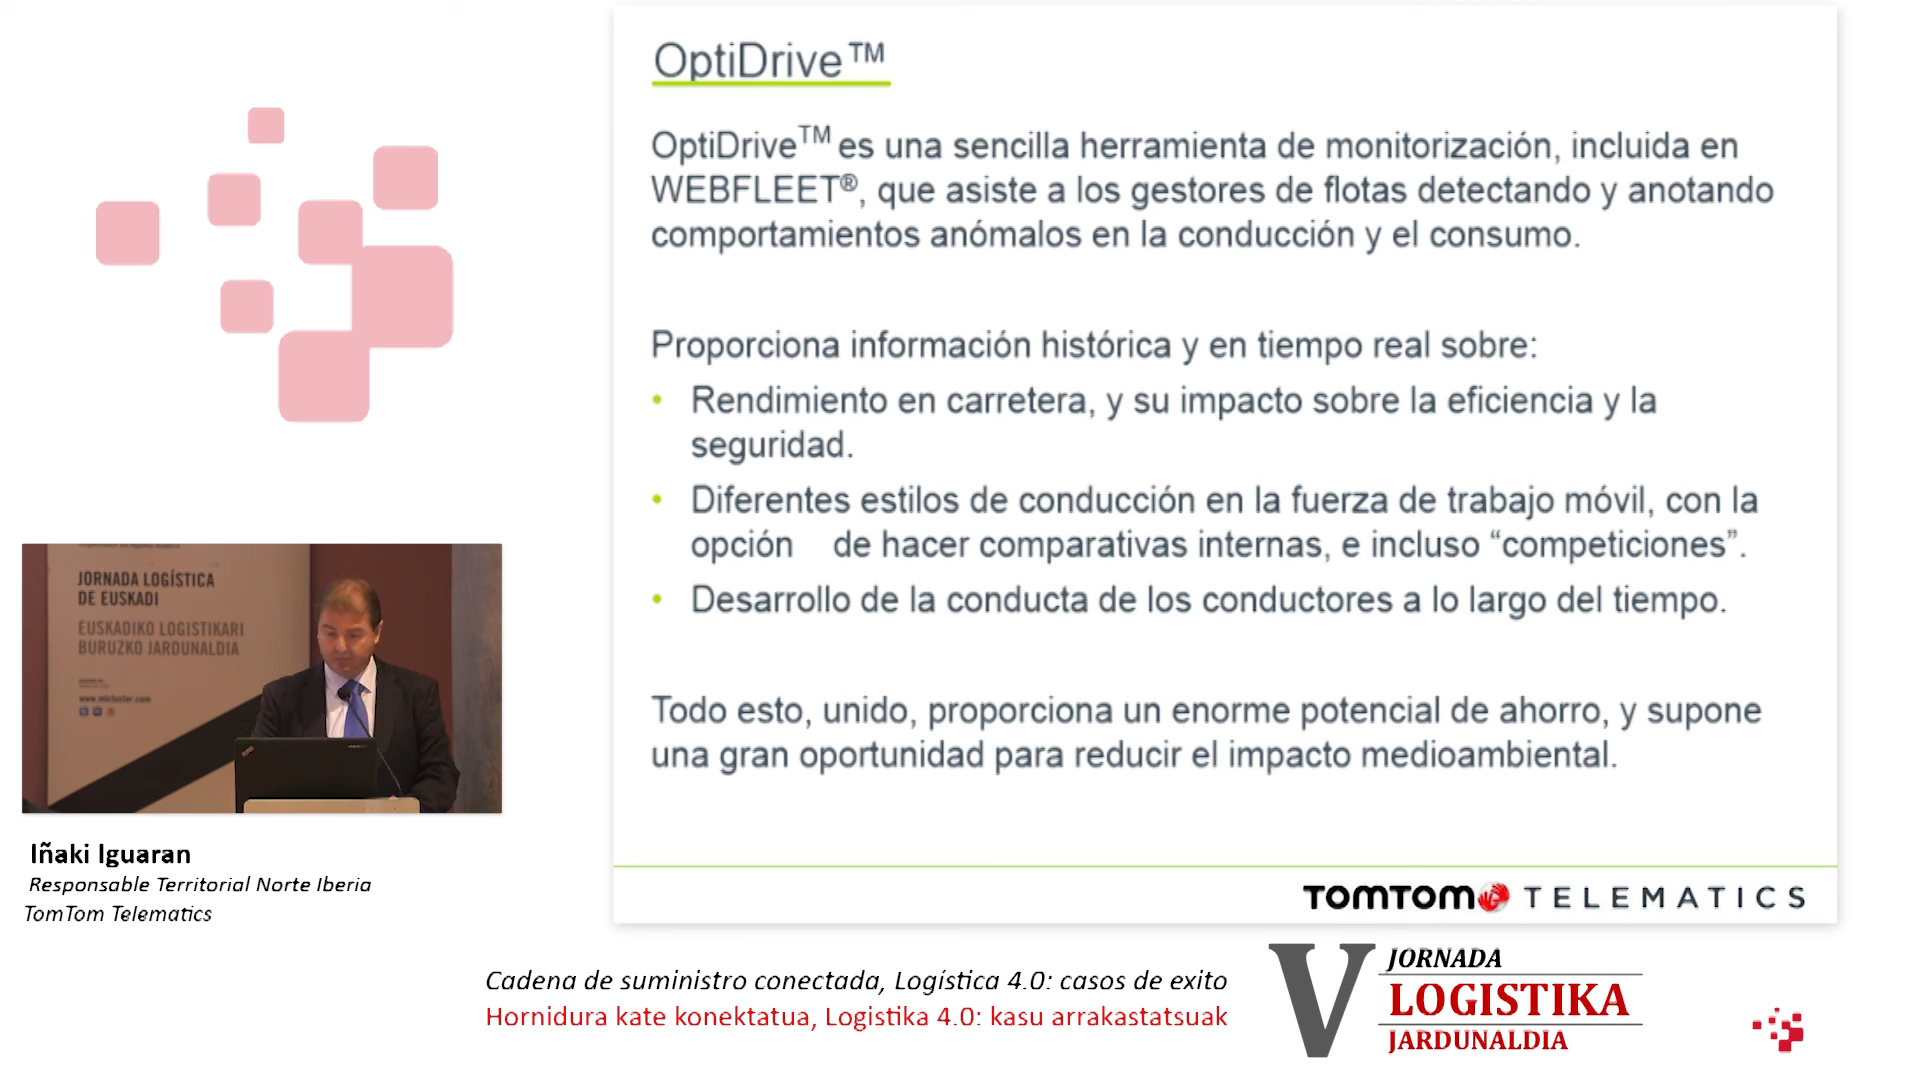 OptiDrive™
OptiDrive™ es una sencilla herramienta de monitorización, incluida en
WEBFLEET®, que asiste a los gestores de flotas detectando y anotando
comportamientos anómalos en la conducción y el consumo.
Proporciona información histórica y en tiempo real sobre:
• Rendimiento en carretera, y su impacto sobre la eficiencia y la
seguridad.
• Diferentes estilos de conducción en la fuerza de trabajo móvil, con la
opción de hacer comparativas internas, e incluso “competiciones”.
• Desarrollo de la conducta de los conductores a lo largo del tiempo.
Todo esto, unido, proporciona un enorme potencial de ahorro, y supone
una gran oportunidad para reducir el impacto medioambiental.
TOMTOM TELEMATICS
JORNADA LOGÍSTICA
DE EUSKADI
EUSKADIKO LOGISTIKARI
BURUZKO JARDUNALDIA
www.mlcluster.com
Iñaki Iguaran
Responsable Territorial Norte Iberia
TomTom Telematics
Cadena de suministro conectada, Logística 4.0: casos de exito
Hornidura kate konektatua, Logistika 4.0: kasu arrakastatsuak
V JORNADA
LOGISTIKA
JARDUNALDIA